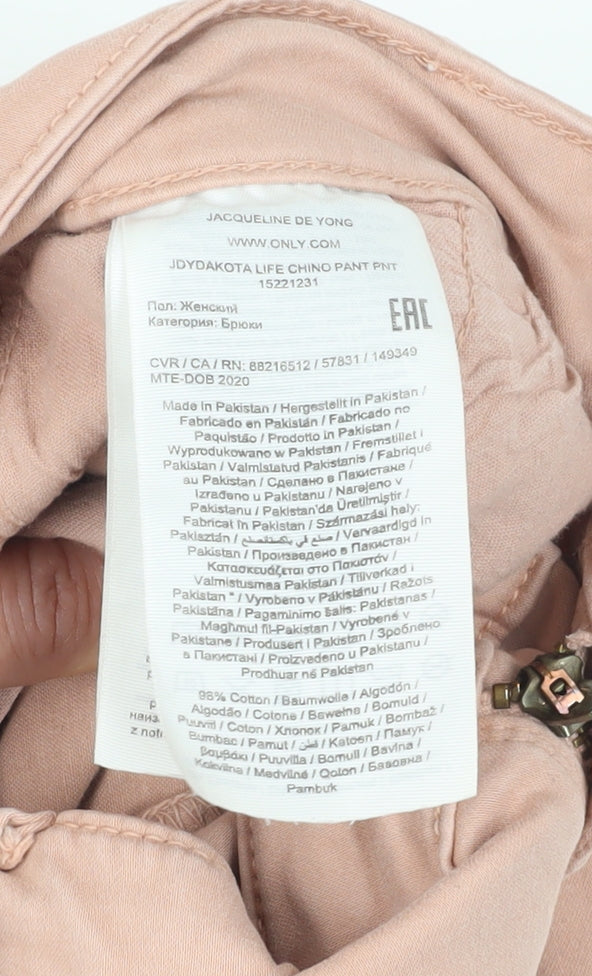 JACQUELINE DE YONG
WWW.ONLY.COM
JDYDAKOTA LIFE CHINO PANT PNT
15221231
Пол: Женский
Категория: Брюки
EAC
CVR / CA / RN: 88216512 / 57831 / 149349
MTE-DOB 2020
Made in Pakistan / Hergestellt in Pakistan /
Fabricado en Pakistán / Fabricado no
Paquistão / Prodotto in Pakistan /
Wyprodukowano w Pakistan / Fremstillet i
Pakistan / Valmistatud Pakistanis / Fabriqué
au Pakistan / Сделано в Пакистане /
Izrađeno u Pakistanu / Narejeno v
Pakistanu / Pakistan'da Üretilmiştir /
Fabricat în Pakistan / Származási hely:
Pakisztán / صنع في باكستانصنع / Vervaardigd in
Pakistan / Произведено в Пакистан /
Κατασκευάζεται στο Πακιστάν /
Valmistusmaa Pakistan / Tillverkad i
Pakistan " / Vyrobeno v Pákistánu / Ražots
Pakistāna / Pagaminimo šalis: Pakistanas /
Magħmul fil-Pakistan / Vyrobené v
Pakistane / Produsert i Pakistan / Зроблено
в Пакистані / Proizvedeno u Pakistanu /
Prodhuar në Pakistan
98% Cotton / Baumwolle / Algodón /
Algodão / Cotone / Bawełna / Bomuld /
Puuvill / Coton / Хлопок / Pamuk / Bombaž /
Bumbac / Pamut / قطن / Katoen / Памук /
Βαμβάκι / Puuvilla / Bomull / Bavlna /
Kokvilna / Medvilnė / Qoton / Бавовна /
Pambuk